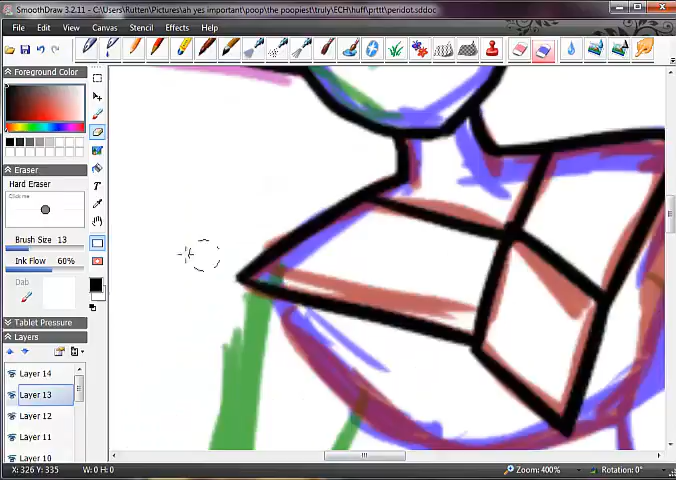 SmoothDraw 3.2.11 - C:\Users\Rutten\Pictures\ah yes important\poop\the poopiest\truly\ECH\huff\prttt\peridot.sddoc
File Edit View Canvas Stencil Effects Help
Foreground Color
Eraser
Hard Eraser
Click me
Brush Size 13
Ink Flow 60%
Dab
Tablet Pressure
Layers
Layer 14
Layer 13
Layer 12
Layer 11
Layer 10
T
X: 326 Y: 335 W: 0 H: 0 Zoom: 400% Rotation: 0°